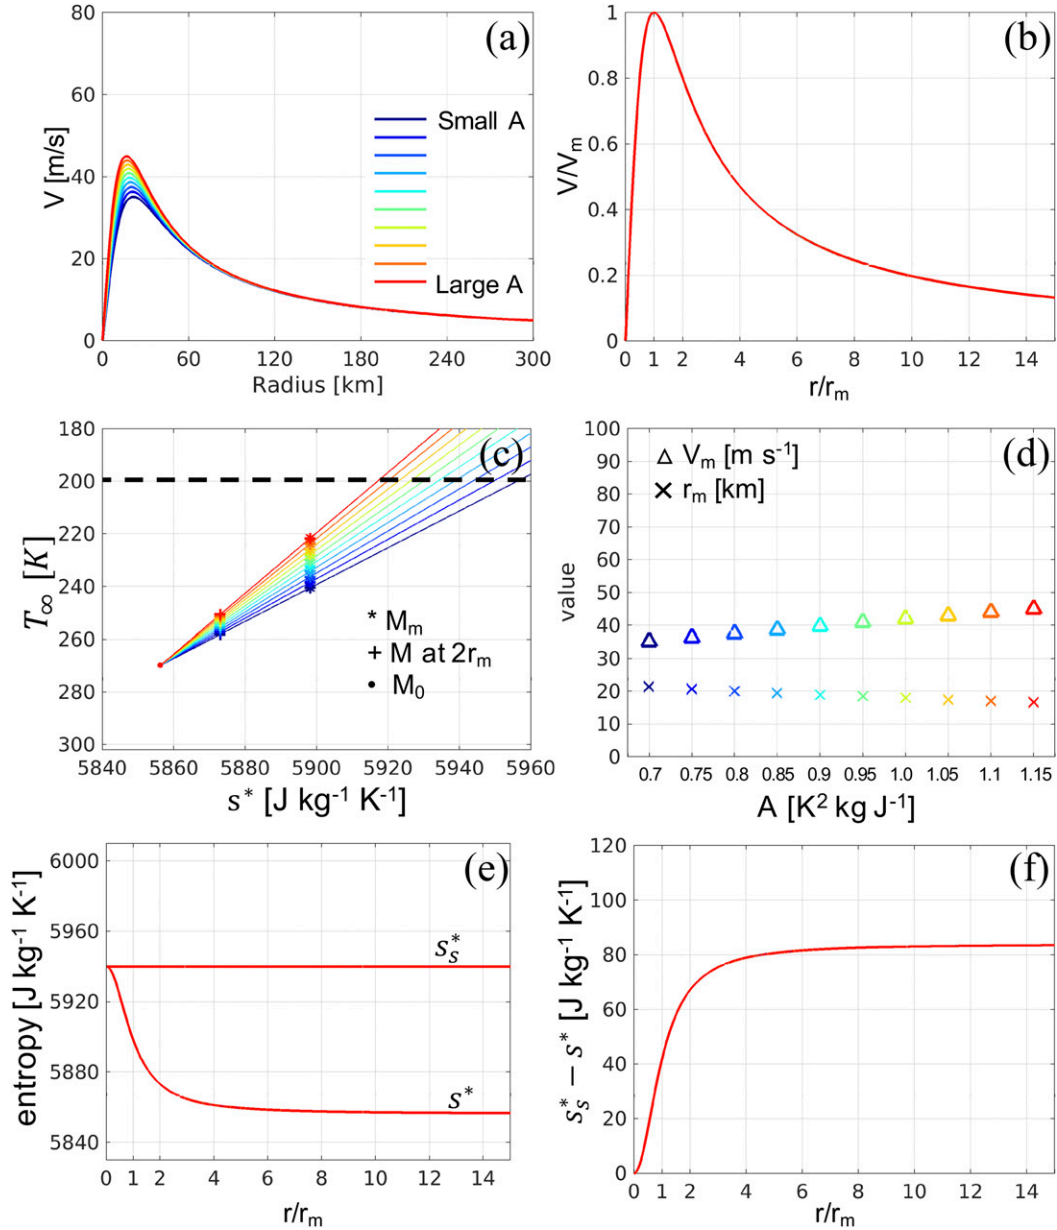 (a)
80
60
40
20
0
V [m/s]
Small A
Large A
0 60 120 180 240 300
Radius [km]
(b)
1
0.8
0.6
0.4
0.2
0
V/Vₘ
0 1 2 4 6 8 10 12 14
r/rₘ
(c)
180
200
220
240
260
280
300
T∞ [K]
* Mₘ
+ M at 2rₘ
• M₀
5840 5860 5880 5900 5920 5940 5960
s* [J kg⁻¹ K⁻¹]
(d)
100
90
80
70
60
50
40
30
20
10
0
value
△ Vₘ [m s⁻¹]
× rₘ [km]
0.7 0.75 0.8 0.85 0.9 0.95 1.0 1.05 1.1 1.15
A [K² kg J⁻¹]
(e)
6000
5960
5920
5880
5840
entropy [J kg⁻¹ K⁻¹]
sₛ*
s*
0 1 2 4 6 8 10 12 14
r/rₘ
(f)
120
100
80
60
40
20
0
sₛ* − s* [J kg⁻¹ K⁻¹]
0 1 2 4 6 8 10 12 14
r/rₘ